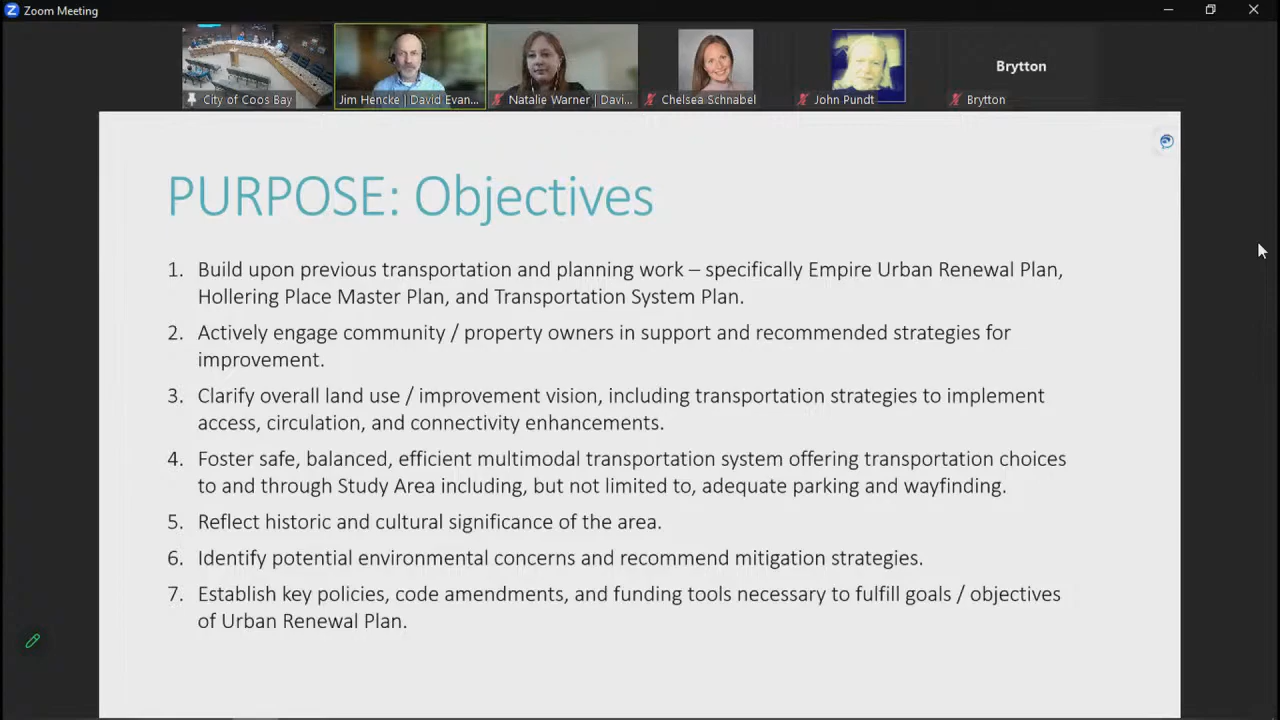 Zoom Meeting
City of Coos Bay
Jim Hencke | David Evan...
Natalie Warner | Davi...
Chelsea Schnabel
John Pundt
Brytton
Brytton
PURPOSE: Objectives
1. Build upon previous transportation and planning work – specifically Empire Urban Renewal Plan,
Hollering Place Master Plan, and Transportation System Plan.
2. Actively engage community / property owners in support and recommended strategies for
improvement.
3. Clarify overall land use / improvement vision, including transportation strategies to implement
access, circulation, and connectivity enhancements.
4. Foster safe, balanced, efficient multimodal transportation system offering transportation choices
to and through Study Area including, but not limited to, adequate parking and wayfinding.
5. Reflect historic and cultural significance of the area.
6. Identify potential environmental concerns and recommend mitigation strategies.
7. Establish key policies, code amendments, and funding tools necessary to fulfill goals / objectives
of Urban Renewal Plan.